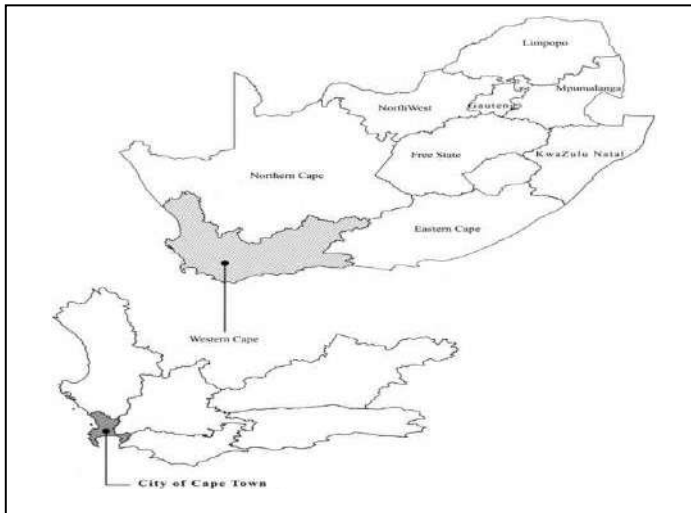 Limpopo
Mpumalanga
NorthWest
Gauteng
Free State
KwaZulu Natal
Northern Cape
Eastern Cape
Western Cape
City of Cape Town